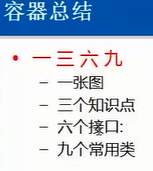 容器总结
• 一三六九
– 一张图
– 三个知识点
– 六个接口:
– 九个常用类